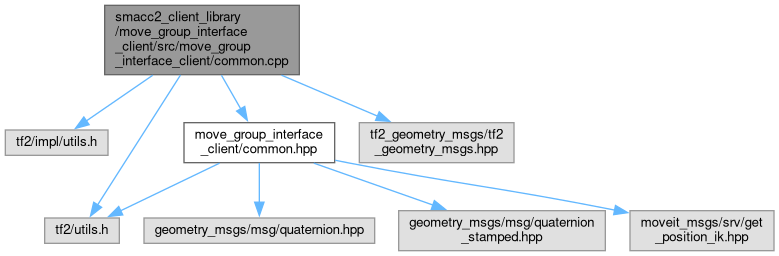 smacc2_client_library
/move_group_interface
_client/src/move_group
_interface_client/common.cpp
tf2/impl/utils.h
move_group_interface
_client/common.hpp
tf2_geometry_msgs/tf2
_geometry_msgs.hpp
tf2/utils.h
geometry_msgs/msg/quaternion.hpp
geometry_msgs/msg/quaternion
_stamped.hpp
moveit_msgs/srv/get
_position_ik.hpp